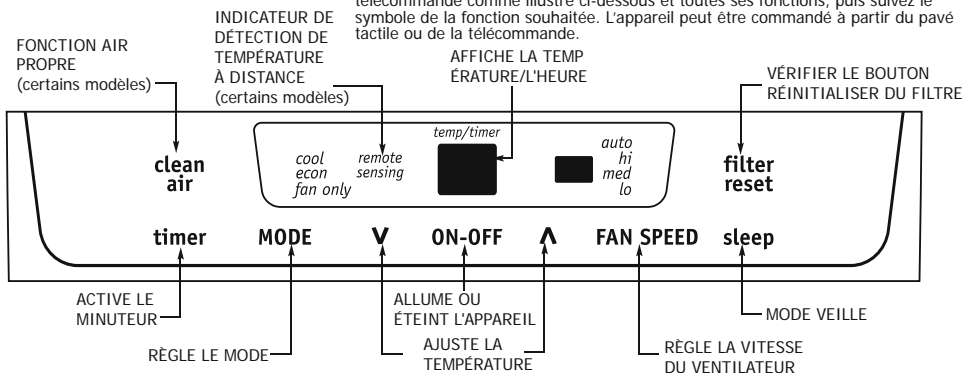 télécommande comme illustré ci-dessous et toutes ses fonctions, puis suivez le
symbole de la fonction souhaitée. L'appareil peut être commandé à partir du pavé
tactile ou de la télécommande.
FONCTION AIR
PROPRE
(certains modèles)
INDICATEUR DE
DÉTECTION DE
TEMPÉRATURE
À DISTANCE
(certains modèles)
AFFICHE LA TEMP
ÉRATURE/L'HEURE
VÉRIFIER LE BOUTON
RÉINITIALISER DU FILTRE
clean
air
cool
econ
fan only
remote
sensing
temp/timer
auto
hi
med
lo
filter
reset
timer MODE V ON-OFF Λ FAN SPEED sleep
ACTIVE LE
MINUTEUR
RÈGLE LE MODE
ALLUME OU
ÉTEINT L'APPAREIL
AJUSTE LA
TEMPÉRATURE
RÈGLE LA VITESSE
DU VENTILATEUR
MODE VEILLE